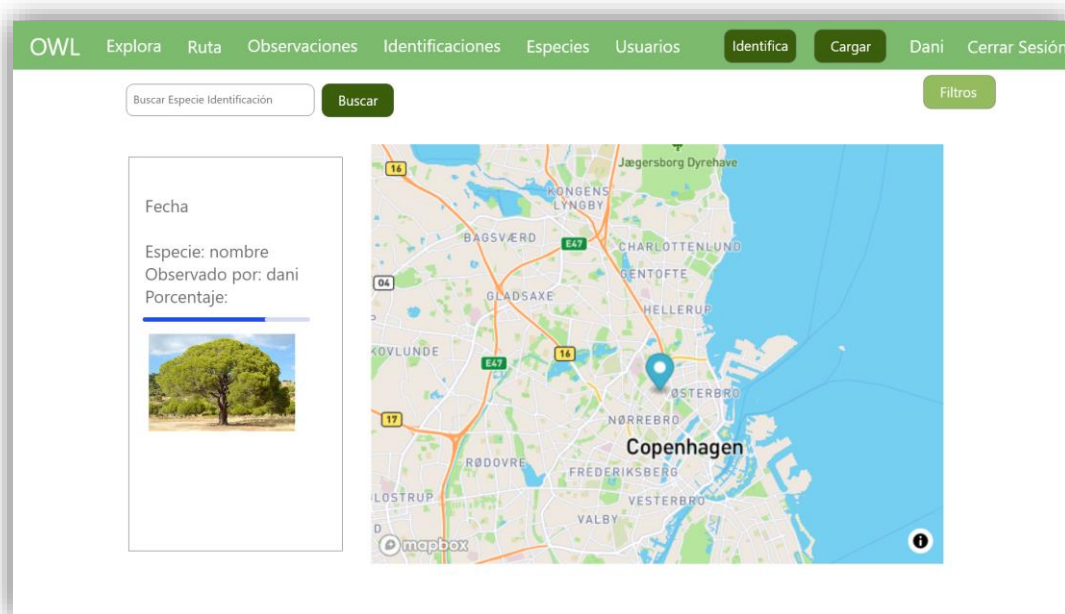 OWL Explora Ruta Observaciones Identificaciones Especies Usuarios Identifica Cargar Dani Cerrar Sesión
Buscar Especie Identificación Buscar Filtros
Fecha
Especie: nombre
Observado por: dani
Porcentaje:
16
Jægersborg Dyrehave
KONGENS
LYNGBY
BAGSVÆRD
E47
CHARLOTTENLUND
GENTOFTE
04
GLADSAXE
HELLERUP
KOVLUNDE
E47
16
ØSTERBRO
17
NØRREBRO
Copenhagen
RØDOVRE
FREDERIKSBERG
LOSTRUP
VESTERBRO
VALBY
D
mapbox